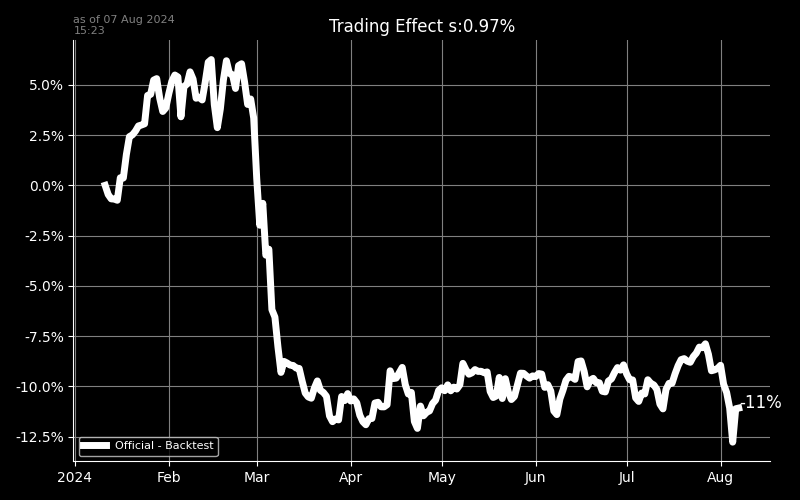 as of 07 Aug 2024
15:23
Trading Effect s:0.97%
5.0%
2.5%
0.0%
-2.5%
-5.0%
-7.5%
-10.0%
-12.5%
-11%
Official - Backtest
2024 Feb Mar Apr May Jun Jul Aug